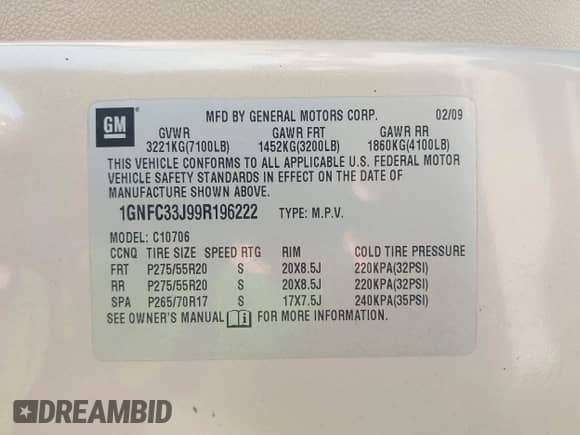 GM
MFD BY GENERAL MOTORS CORP. 02/09
GVWR GAWR FRT GAWR RR
3221KG(7100LB) 1452KG(3200LB) 1860KG(4100LB)
THIS VEHICLE CONFORMS TO ALL APPLICABLE U.S. FEDERAL MOTOR
VEHICLE SAFETY STANDARDS IN EFFECT ON THE DATE OF
MANUFACTURE SHOWN ABOVE.
1GNFC33J99R196222 TYPE: M.P.V.
MODEL: C10706
CCNQ TIRE SIZE SPEED RTG RIM COLD TIRE PRESSURE
FRT P275/55R20 S 20X8.5J 220KPA(32PSI)
RR P275/55R20 S 20X8.5J 220KPA(32PSI)
SPA P265/70R17 S 17X7.5J 240KPA(35PSI)
SEE OWNER'S MANUAL i FOR MORE INFORMATION.
DREAMBID